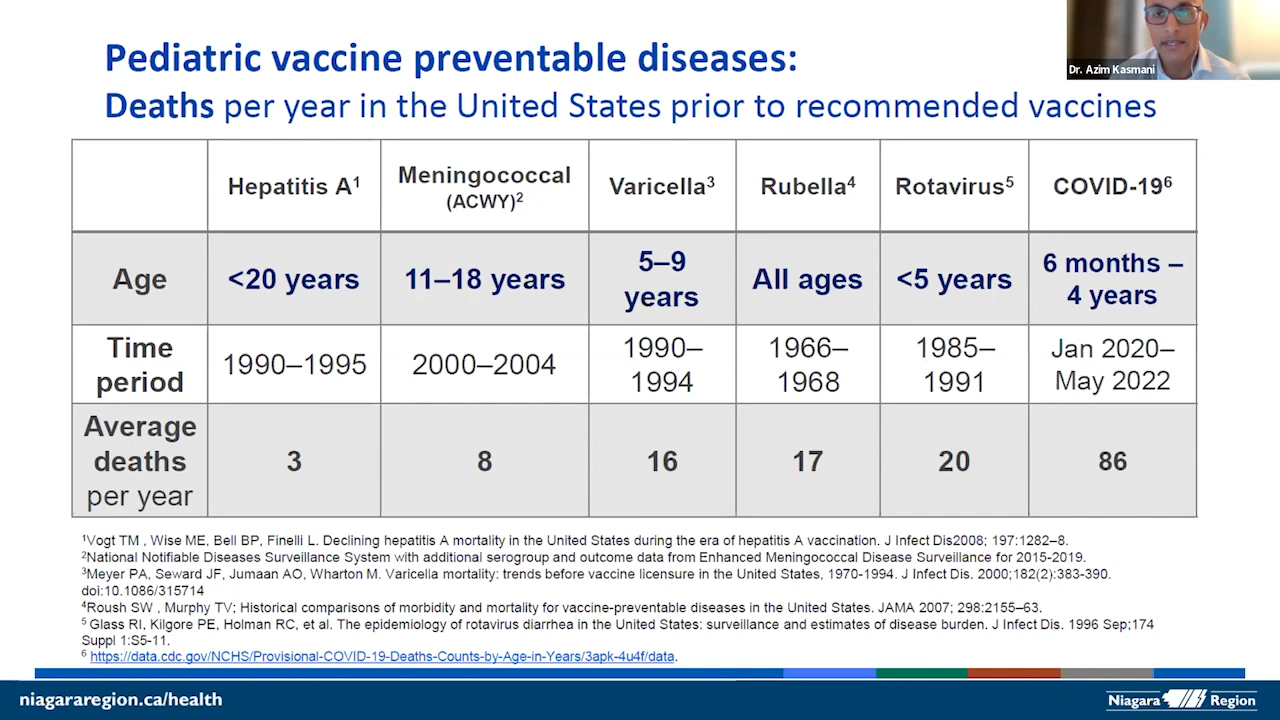 Pediatric vaccine preventable diseases:
Deaths per year in the United States prior to recommended vaccines
Dr. Azim Kasmani
Hepatitis A¹
Meningococcal
(ACWY)²
Varicella³
Rubella⁴
Rotavirus⁵
COVID-19⁶
Age
<20 years
11–18 years
5–9
years
All ages
<5 years
6 months –
4 years
Time
period
1990–1995
2000–2004
1990–
1994
1966–
1968
1985–
1991
Jan 2020–
May 2022
Average
deaths
per year
3
8
16
17
20
86
¹Vogt TM , Wise ME, Bell BP, Finelli L. Declining hepatitis A mortality in the United States during the era of hepatitis A vaccination. J Infect Dis2008; 197:1282–8.
²National Notifiable Diseases Surveillance System with additional serogroup and outcome data from Enhanced Meningococcal Disease Surveillance for 2015-2019.
³Meyer PA, Seward JF, Jumaan AO, Wharton M. Varicella mortality: trends before vaccine licensure in the United States, 1970-1994. J Infect Dis. 2000;182(2):383-390.
doi:10.1086/315714
⁴Roush SW , Murphy TV; Historical comparisons of morbidity and mortality for vaccine-preventable diseases in the United States. JAMA 2007; 298:2155–63.
⁵ Glass RI, Kilgore PE, Holman RC, et al. The epidemiology of rotavirus diarrhea in the United States: surveillance and estimates of disease burden. J Infect Dis. 1996 Sep;174
Suppl 1:S5-11.
⁶ https://data.cdc.gov/NCHS/Provisional-COVID-19-Deaths-Counts-by-Age-in-Years/3apk-4u4f/data.
niagararegion.ca/health
Niagara Region